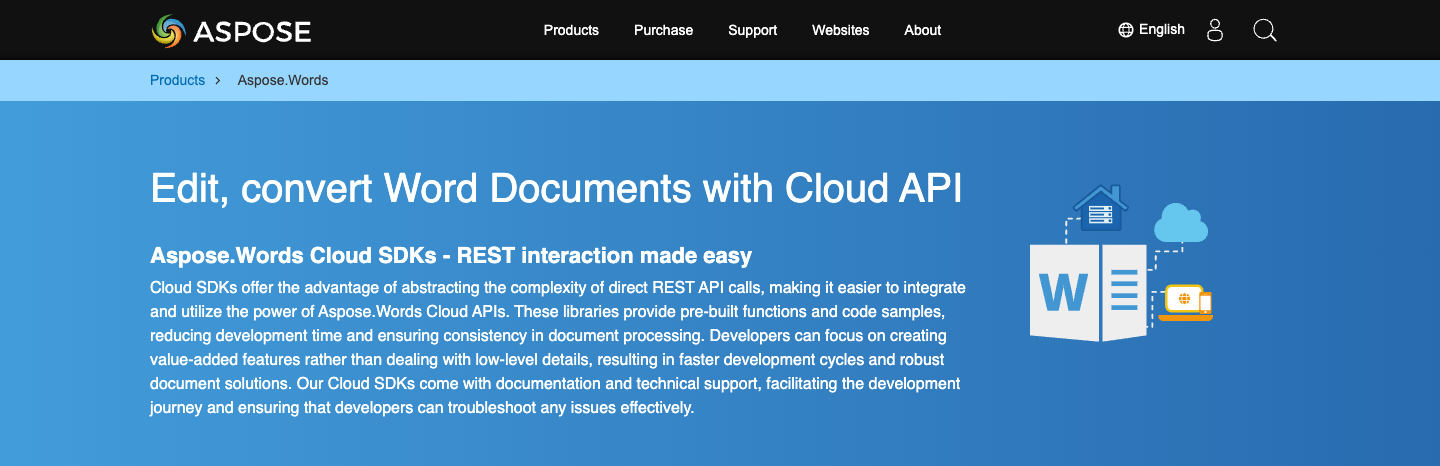 ASPOSE
Products Purchase Support Websites About
English
Products > Aspose.Words
Edit, convert Word Documents with Cloud API
Aspose.Words Cloud SDKs - REST interaction made easy
Cloud SDKs offer the advantage of abstracting the complexity of direct REST API calls, making it easier to integrate
and utilize the power of Aspose.Words Cloud APIs. These libraries provide pre-built functions and code samples,
reducing development time and ensuring consistency in document processing. Developers can focus on creating
value-added features rather than dealing with low-level details, resulting in faster development cycles and robust
document solutions. Our Cloud SDKs come with documentation and technical support, facilitating the development
journey and ensuring that developers can troubleshoot any issues effectively.
W